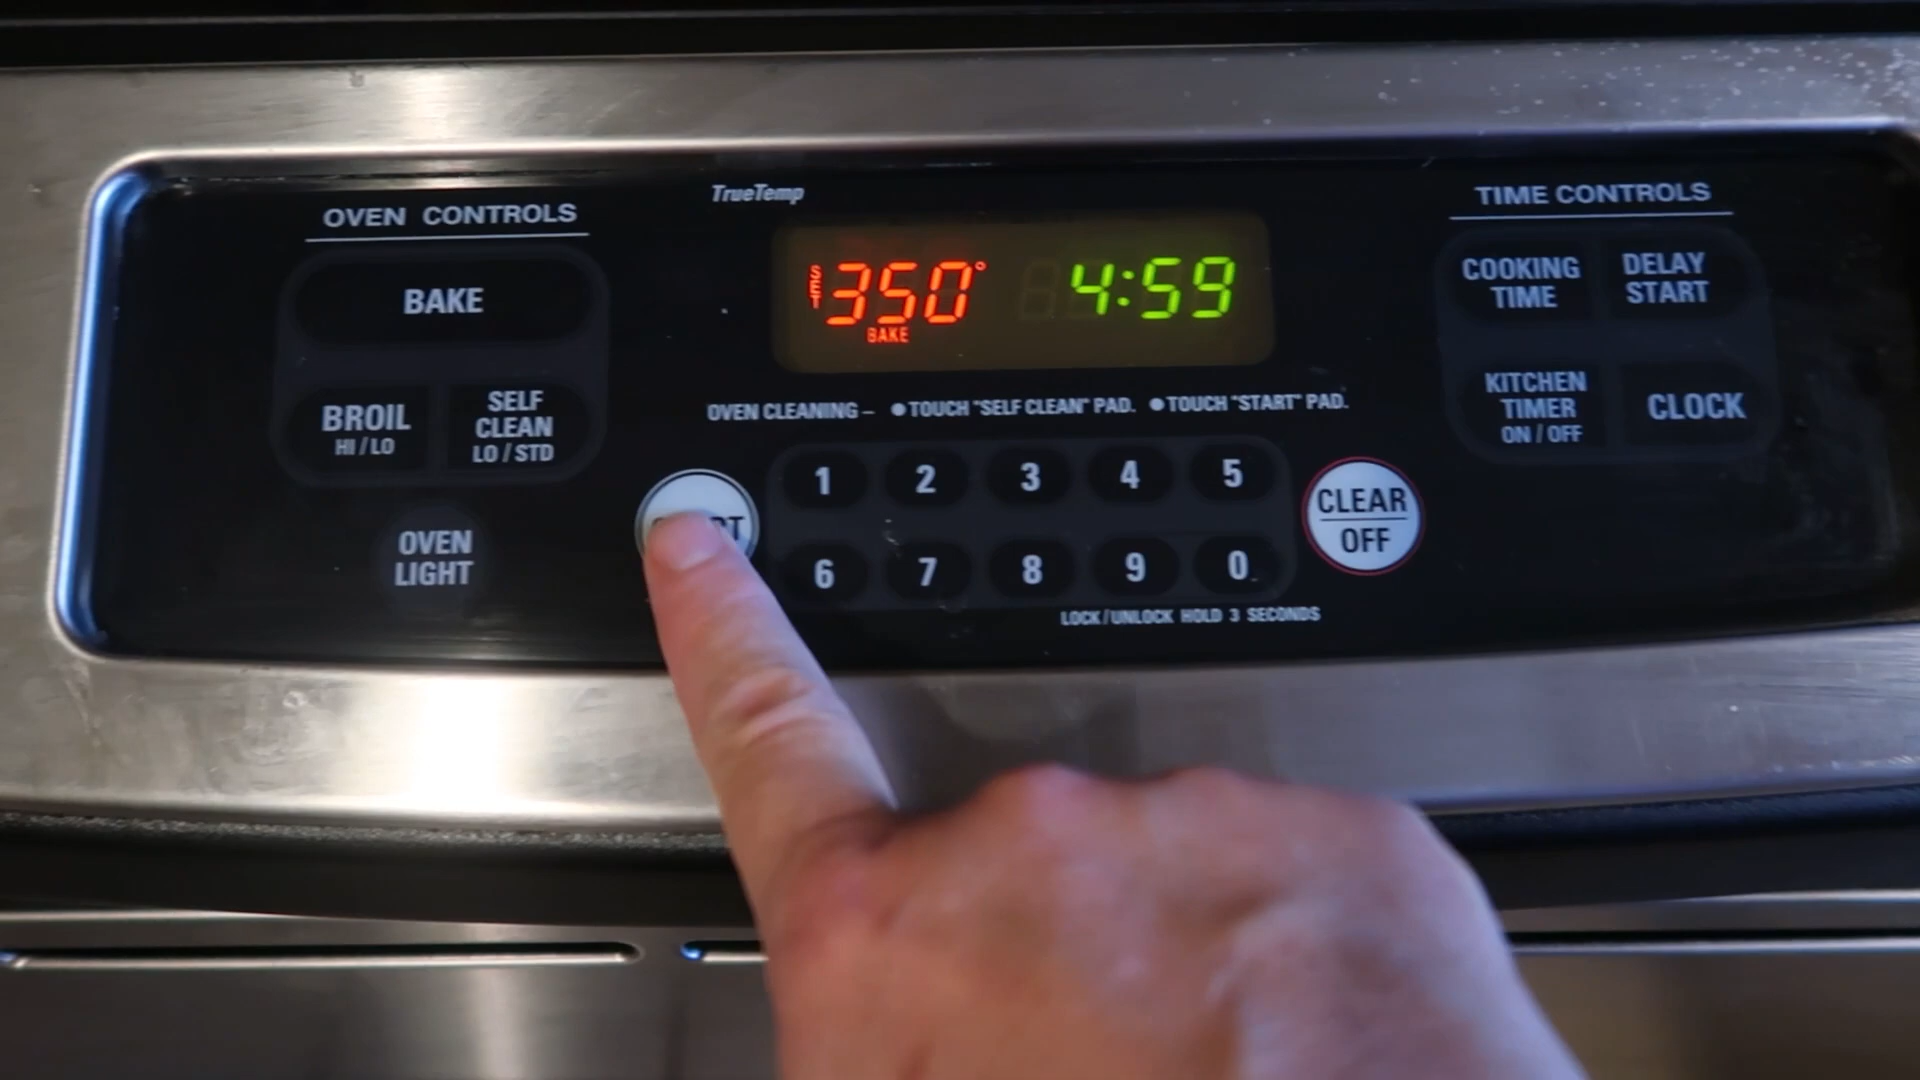 TrueTemp
OVEN CONTROLS
BAKE
BROIL
HI / LO
SELF
CLEAN
LO / STD
OVEN
LIGHT
SET
350°
BAKE
4:59
OVEN CLEANING – ●TOUCH "SELF CLEAN" PAD. ●TOUCH "START" PAD.
1 2 3 4 5
6 7 8 9 0
LOCK / UNLOCK HOLD 3 SECONDS
CLEAR
OFF
TIME CONTROLS
COOKING
TIME
DELAY
START
KITCHEN
TIMER
ON / OFF
CLOCK